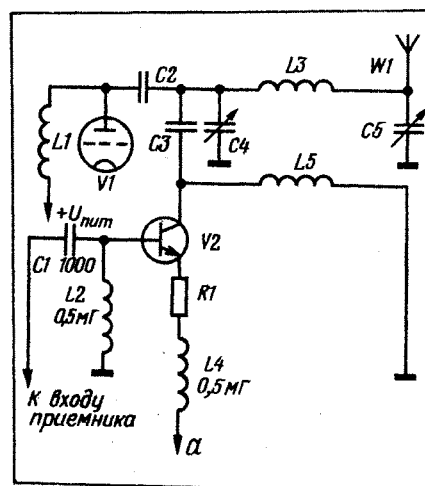 C2
L3
W1
L1
V1
C3
C4
C5
L5
+Uпит
V2
C1 1000
L2
0,5мГ
R1
L4
0,5мГ
К входу
приемника
а